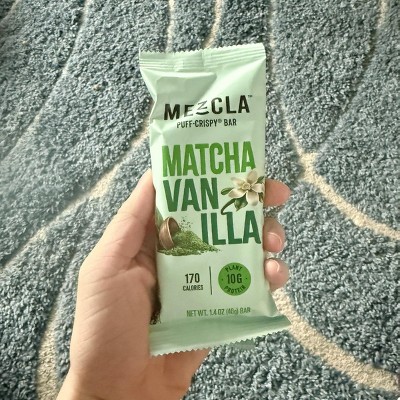 MEZCLA™
PUFF-CRISPY® BAR
MATCHA
VAN
ILLA
170
CALORIES
PLANT
10G
PROTEIN
NET WT. 1.4 OZ (40g) BAR